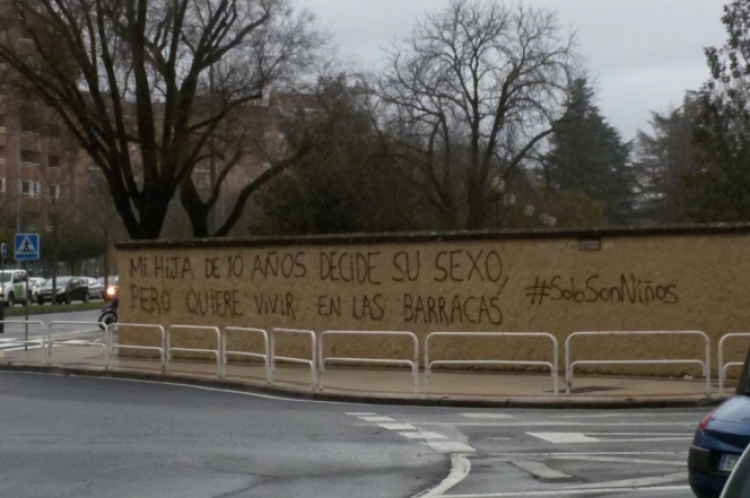 MI HIJA DE 10 AÑOS DECIDE SU SEXO,
PERO QUIERE VIVIR EN LAS BARRACAS
#SoloSonNiños